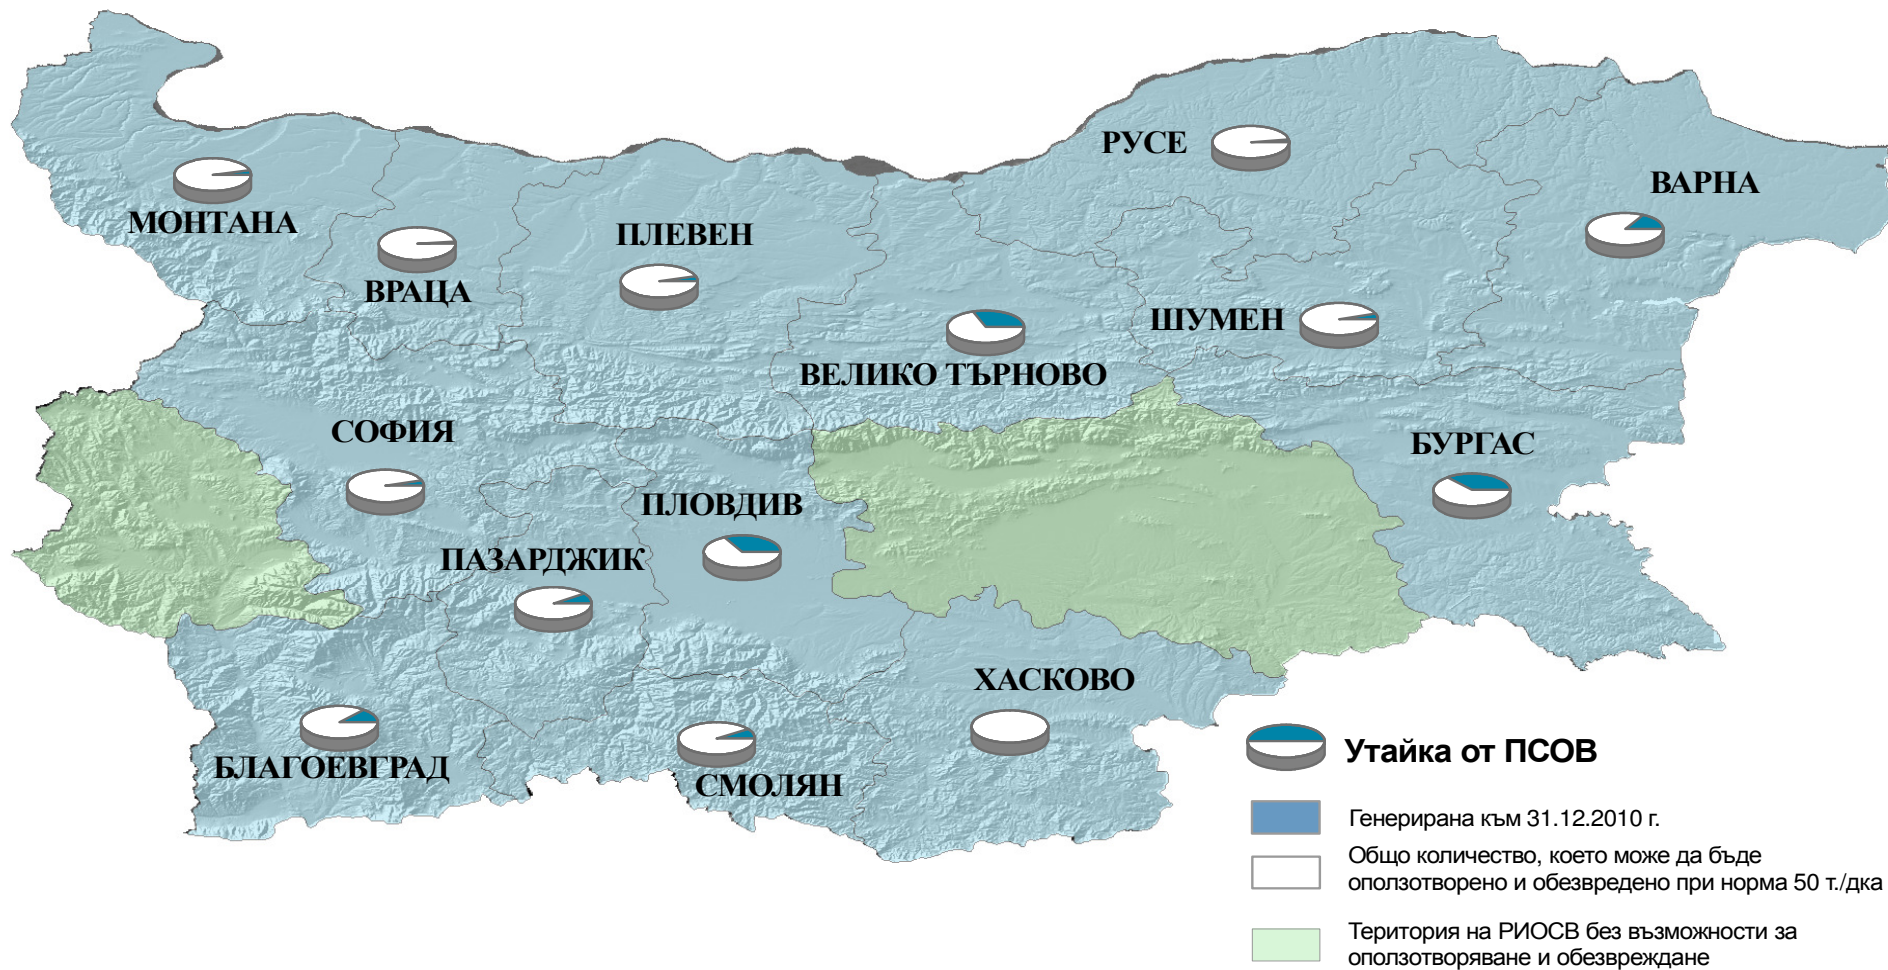 РУСЕ
ВАРНА
МОНТАНА
ПЛЕВЕН
ВРАЦА
ШУМЕН
ВЕЛИКО ТЪРНОВО
СОФИЯ
БУРГАС
ПЛОВДИВ
ПАЗАРДЖИК
ХАСКОВО
БЛАГОЕВГРАД
СМОЛЯН
Утайка от ПСОВ
Генерирана към 31.12.2010 г.
Общо количество, което може да бъде
оползотворено и обезвредено при норма 50 т./дка
Територия на РИОСВ без възможности за
оползотворяване и обезвреждане